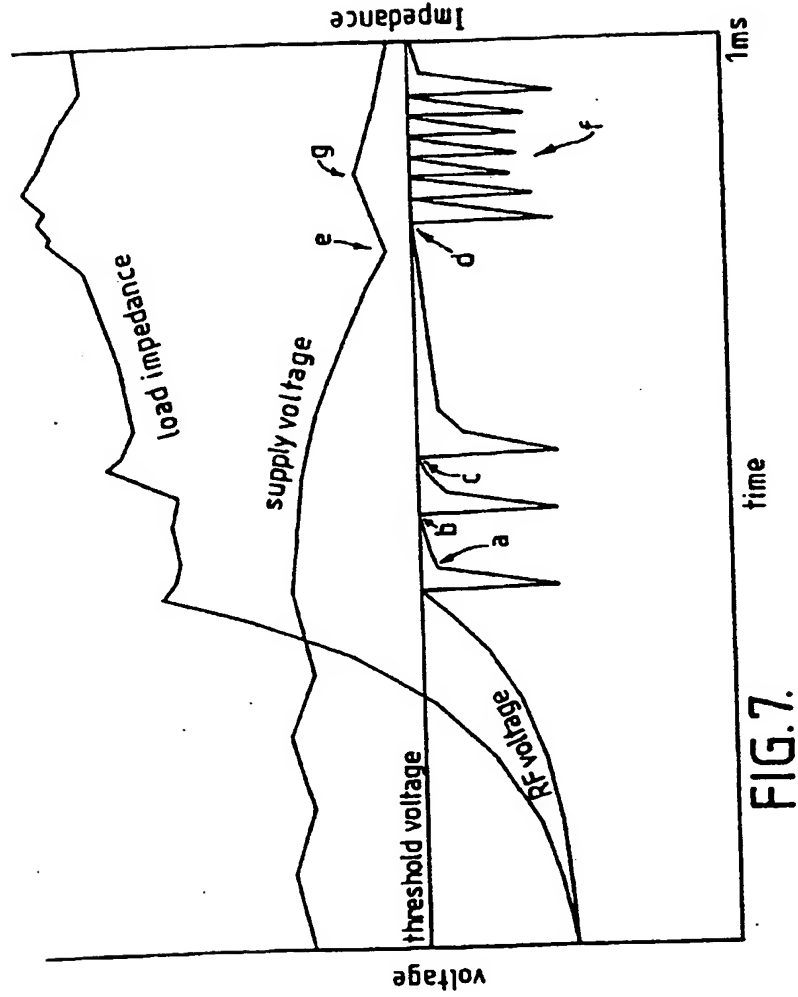 Impedance
voltage
load impedance
supply voltage
g
e
threshold voltage
RF voltage
a
b
c
d
f
time
1ms
FIG.7.